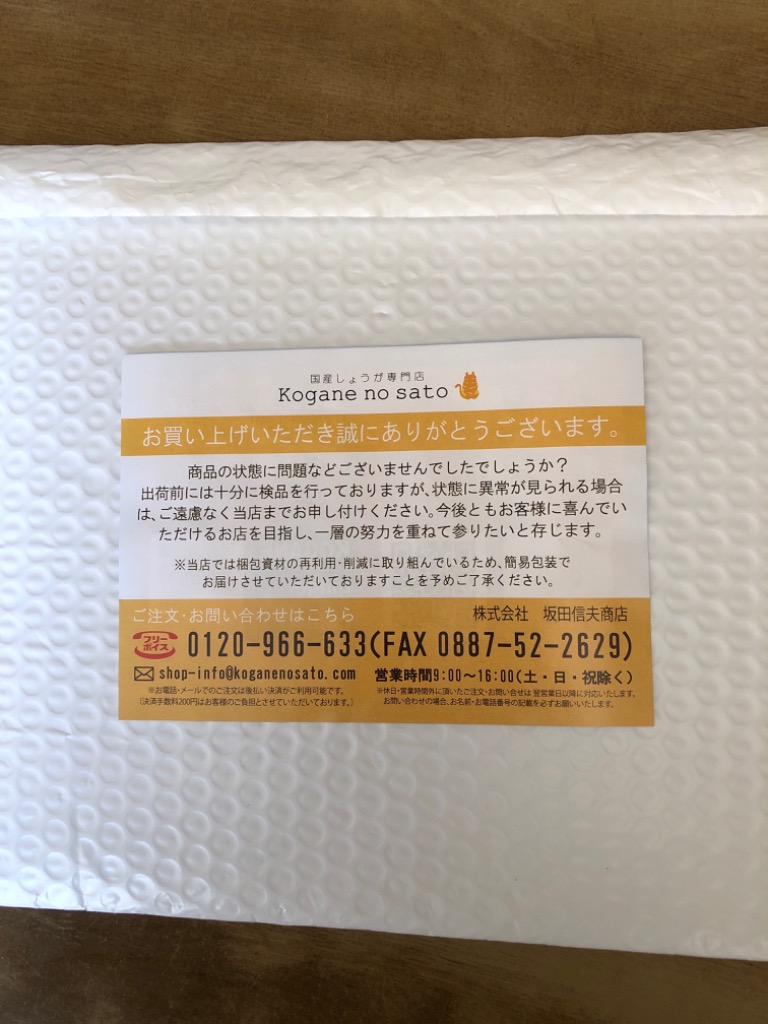 国産しょうが専門店
Kogane no sato
お買い上げいただき誠にありがとうございます。
商品の状態に問題などございませんでしたでしょうか？
出荷前には十分に検品を行っておりますが、状態に異常が見られる場合
は、ご遠慮なく当店までお申し付けください。今後ともお客様に喜んでい
ただけるお店を目指し、一層の努力を重ねて参りたいと存じます。
※当店では梱包資材の再利用・削減に取り組んでいるため、簡易包装で
お届けさせていただいておりますことを予めご了承ください。
ご注文・お問い合わせはこちら
株式会社 坂田信夫商店
フリーボイス 0120-966-633(FAX 0887-52-2629)
shop-info@koganenosato.com 営業時間9:00～16:00(土・日・祝除く)
※お電話・メールでのご注文は後払い決済がご利用可能です。
(決済手数料200円はお客様のご負担とさせていただいております。)
※休日・営業時間外に頂いたご注文・お問い合せは 翌営業日以降に対応いたします。
お問い合わせの場合、お名前・お電話番号の記載を必ずお願いいたします。